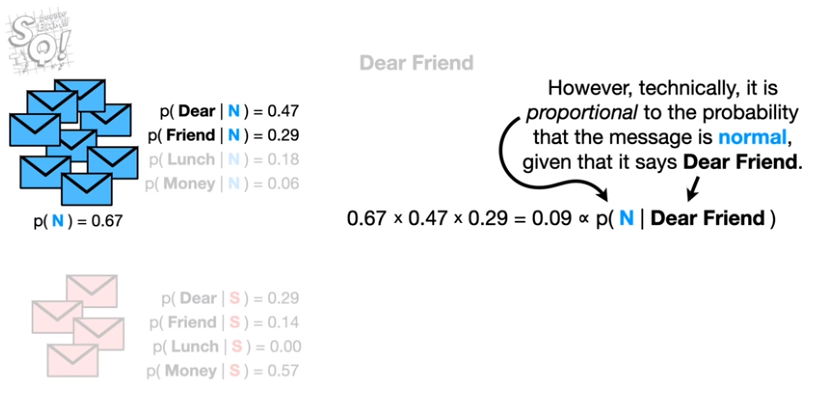 StatQuest!
Dear Friend
p( Dear | N ) = 0.47
p( Friend | N ) = 0.29
p( Lunch | N ) = 0.18
p( Money | N ) = 0.06
p( N ) = 0.67
However, technically, it is
proportional to the probability
that the message is normal,
given that it says Dear Friend.
0.67 × 0.47 × 0.29 = 0.09 ∝ p( N | Dear Friend )
p( Dear | S ) = 0.29
p( Friend | S ) = 0.14
p( Lunch | S ) = 0.00
p( Money | S ) = 0.57